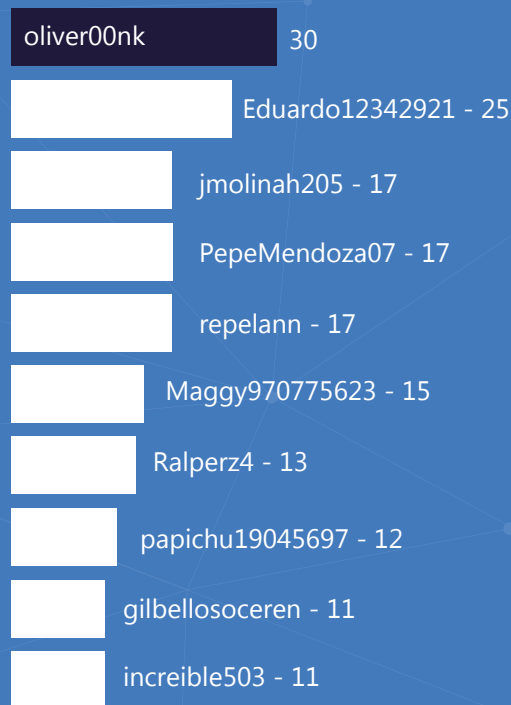 oliver00nk 30
Eduardo12342921 - 25
jmolinah205 - 17
PepeMendoza07 - 17
repelann - 17
Maggy970775623 - 15
Ralperz4 - 13
papichu19045697 - 12
gilbellosoceren - 11
increible503 - 11